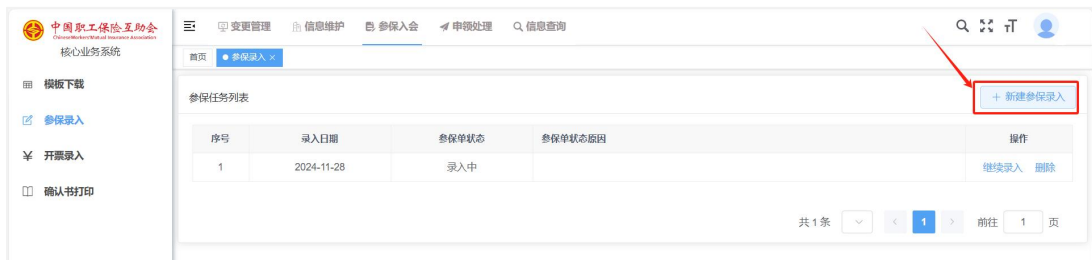 中国职工保险互助会
ChineseWorkers'Mutual Insurance Association
核心业务系统
变更管理 信息维护 参保入会 申领处理 信息查询
首页 参保录入 ×
模板下载
参保录入
开票录入
确认书打印
参保任务列表
+ 新建参保录入
序号 录入日期 参保单状态 参保单状态原因 操作
1 2024-11-28 录入中 继续录入 删除
共 1 条 < 1 > 前往 1 页